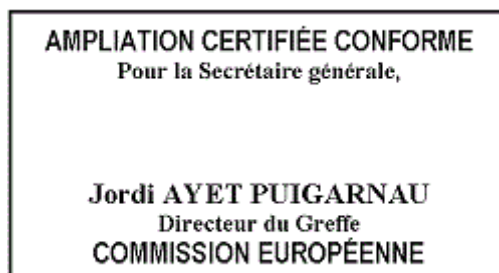 AMPLIATION CERTIFIÉE CONFORME
Pour la Secrétaire générale,
Jordi AYET PUIGARNAU
Directeur du Greffe
COMMISSION EUROPÉENNE